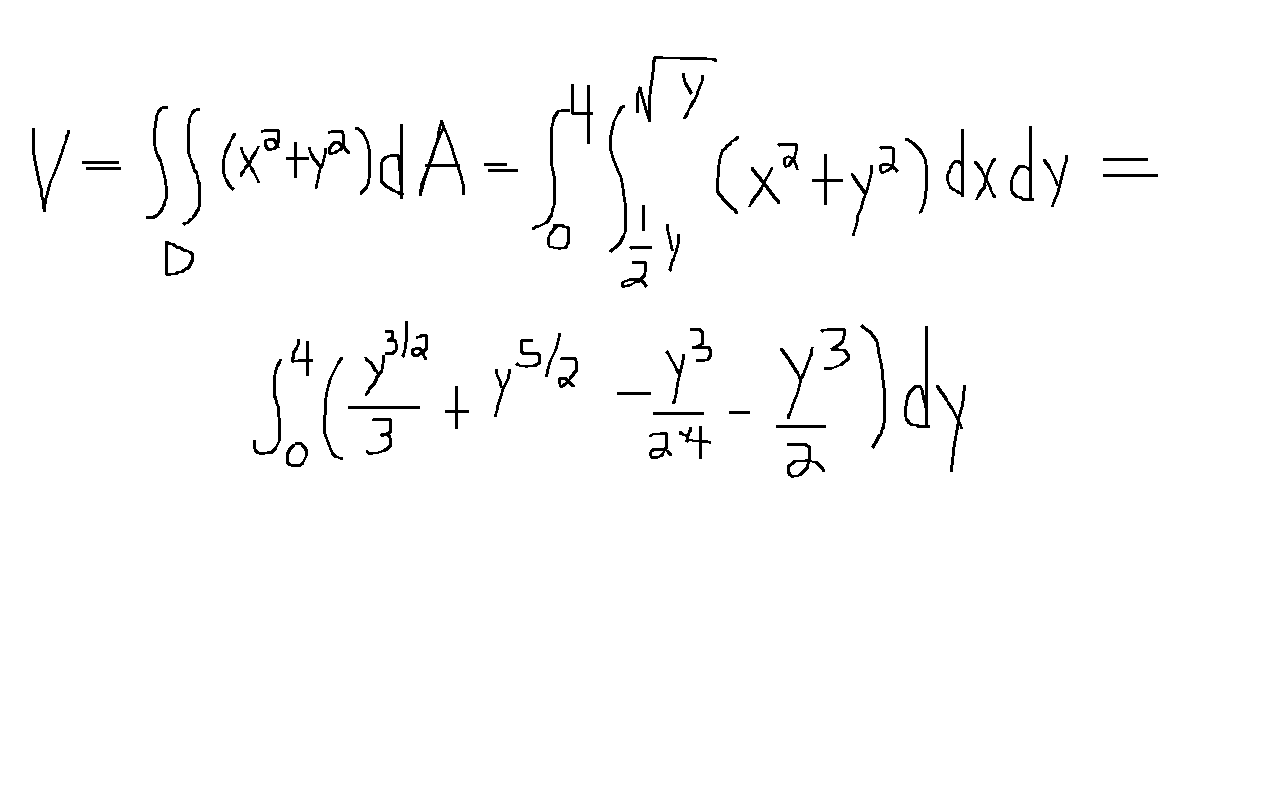 V = ∬_D (x² + y²) dA = ∫_0^4 ∫_{½y}^{√y} (x² + y²) dx dy =
∫_0^4 ( y^{3/2}/3 + y^{5/2} − y³/24 − y³/2 ) dy